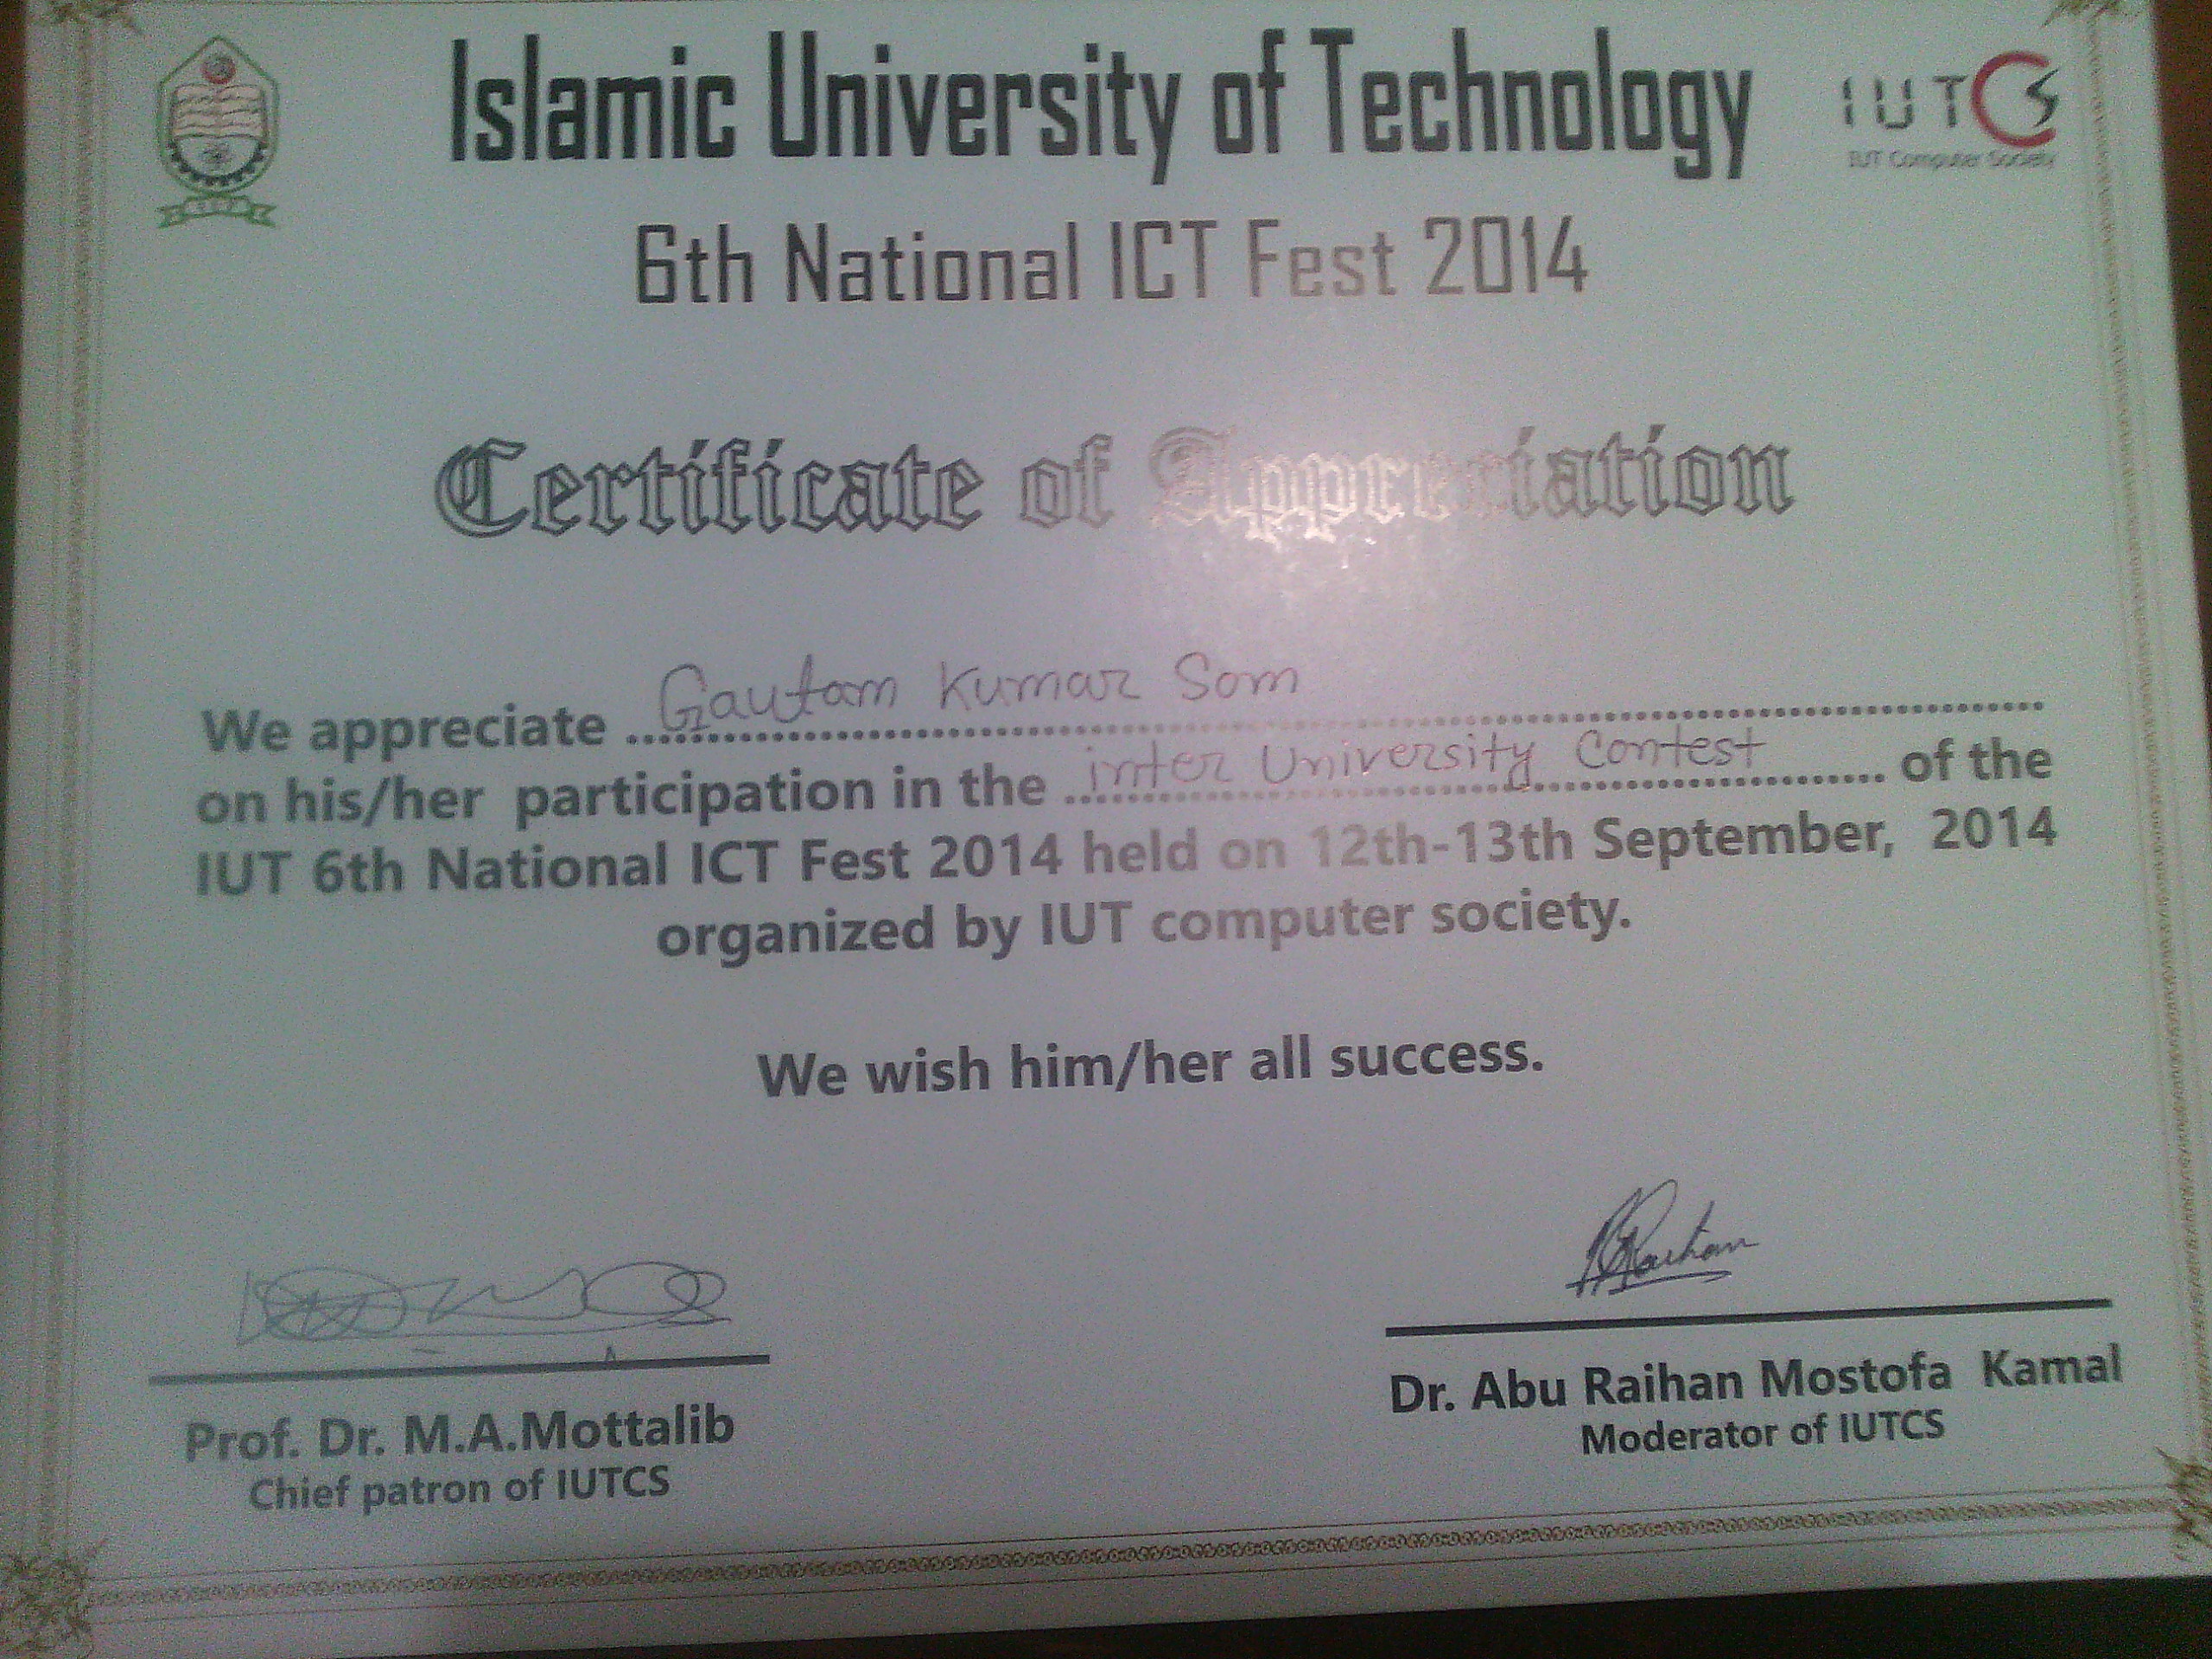 Islamic University of Technology
IUTCS
IUT Computer Society
6th National ICT Fest 2014
Certificate of Appreciation
We appreciate ........Gautam Kumar Som........
on his/her participation in the ........inter University Contest........ of the
IUT 6th National ICT Fest 2014 held on 12th-13th September, 2014
organized by IUT computer society.
We wish him/her all success.
Raihan
Prof. Dr. M.A.Mottalib
Chief patron of IUTCS
Dr. Abu Raihan Mostofa Kamal
Moderator of IUTCS